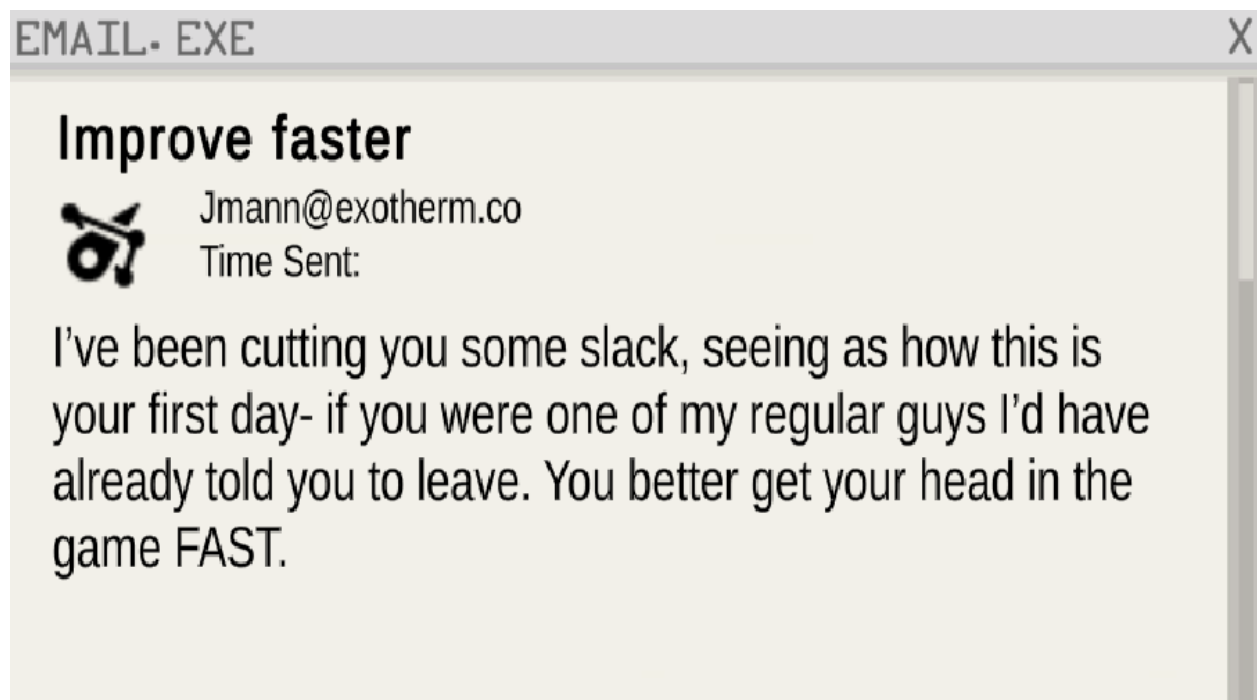 EMAIL. EXE X
Improve faster
Jmann@exotherm.co
Time Sent:
I’ve been cutting you some slack, seeing as how this is
your first day- if you were one of my regular guys I’d have
already told you to leave. You better get your head in the
game FAST.